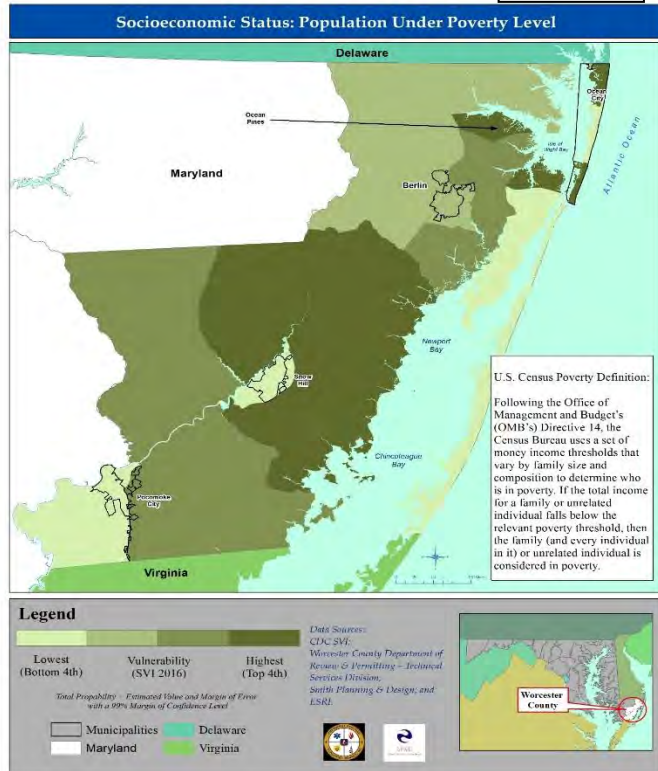 Socioeconomic Status: Population Under Poverty Level
Delaware
Ocean
City
Ocean
Pines
Isle of
Wight Bay
Atlantic Ocean
Maryland
Berlin
Newport
Bay
Snow
Hill
Chincoteague
Bay
Pocomoke
City
Virginia
U.S. Census Poverty Definition:
Following the Office of
Management and Budget's
(OMB's) Directive 14, the
Census Bureau uses a set of
money income thresholds that
vary by family size and
composition to determine who
is in poverty. If the total income
for a family or unrelated
individual falls below the
relevant poverty threshold, then
the family (and every individual
in it) or unrelated individual is
considered in poverty.
Legend
Lowest
(Bottom 4th)
Vulnerability
(SVI 2016)
Highest
(Top 4th)
Total Propability - Estimated Value and Margin of Error
with a 90% Margin of Confidence Level
Municipalities
Delaware
Maryland
Virginia
Data Sources:
CDC SVI;
Worcester County Department of
Review & Permitting – Technical
Services Division;
Smith Planning & Design; and
ESRI.
Worcester
County